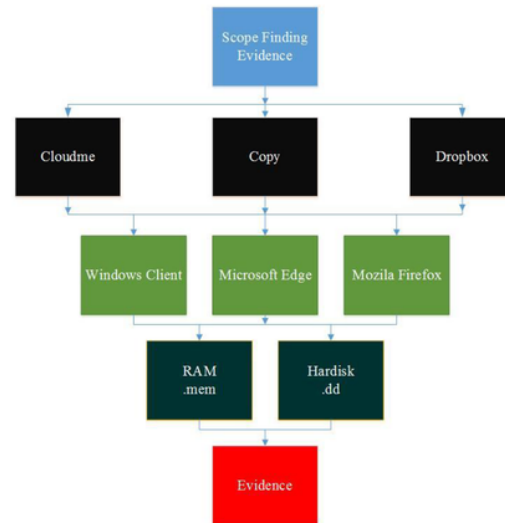 Scope Finding
Evidence
Cloudme
Copy
Dropbox
Windows Client
Microsoft Edge
Mozila Firefox
RAM
.mem
Hardisk
.dd
Evidence